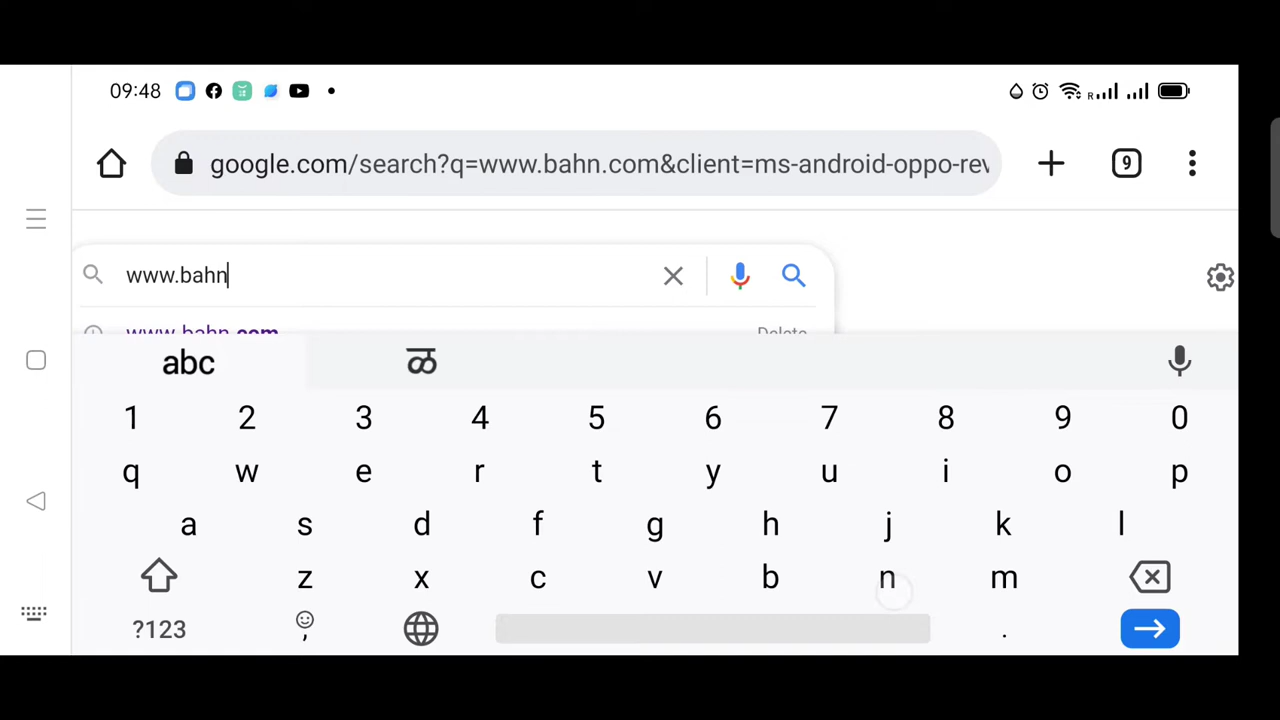 09:48
R
google.com/search?q=www.bahn.com&client=ms-android-oppo-rev
9
www.bahn
www.bahn.com Delete
abc
1 2 3 4 5 6 7 8 9 0
q w e r t y u i o p
a s d f g h j k l
z x c v b n m
?123 , .